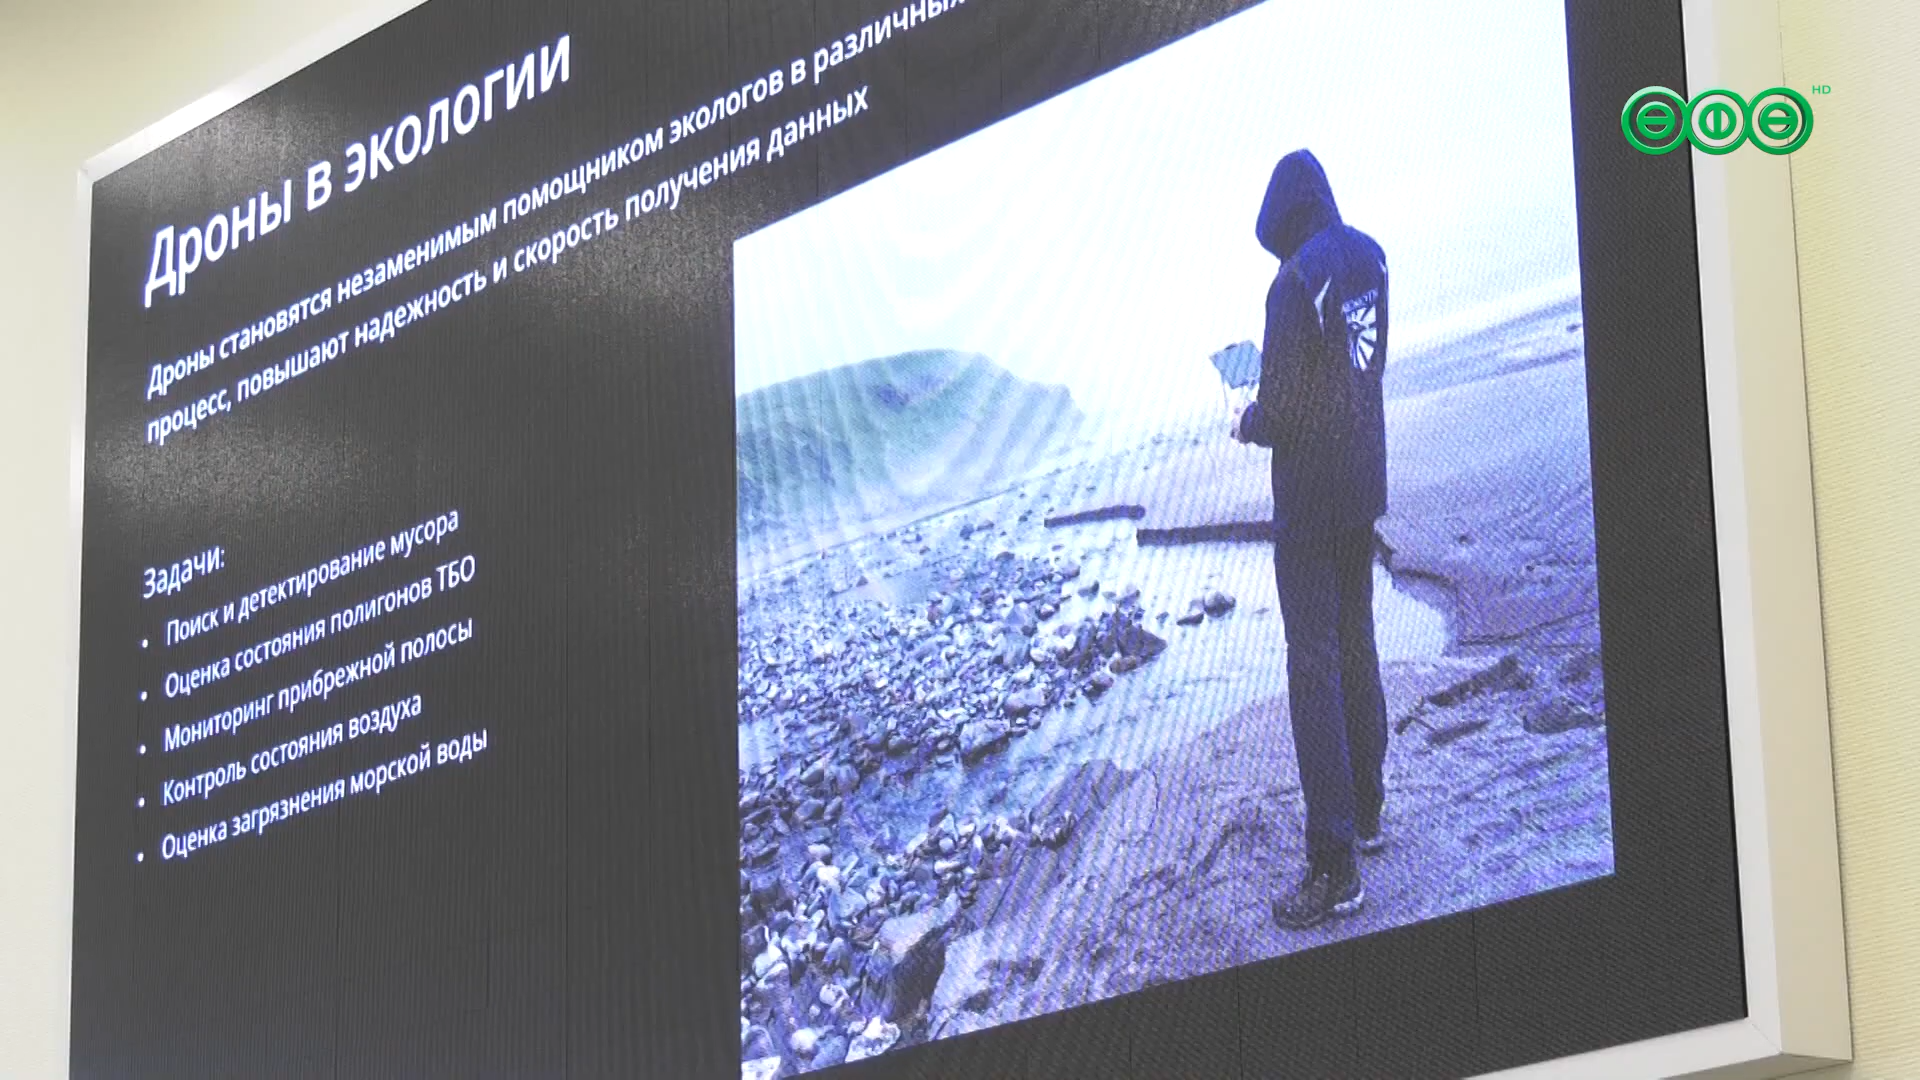 Дроны в экологии
Дроны становятся незаменимым помощником экологов в различных
процесс, повышают надежность и скорость получения данных
Задачи:
• Поиск и детектирование мусора
• Оценка состояния полигонов ТБО
• Мониторинг прибрежной полосы
• Контроль состояния воздуха
• Оценка загрязнения морской воды
HD